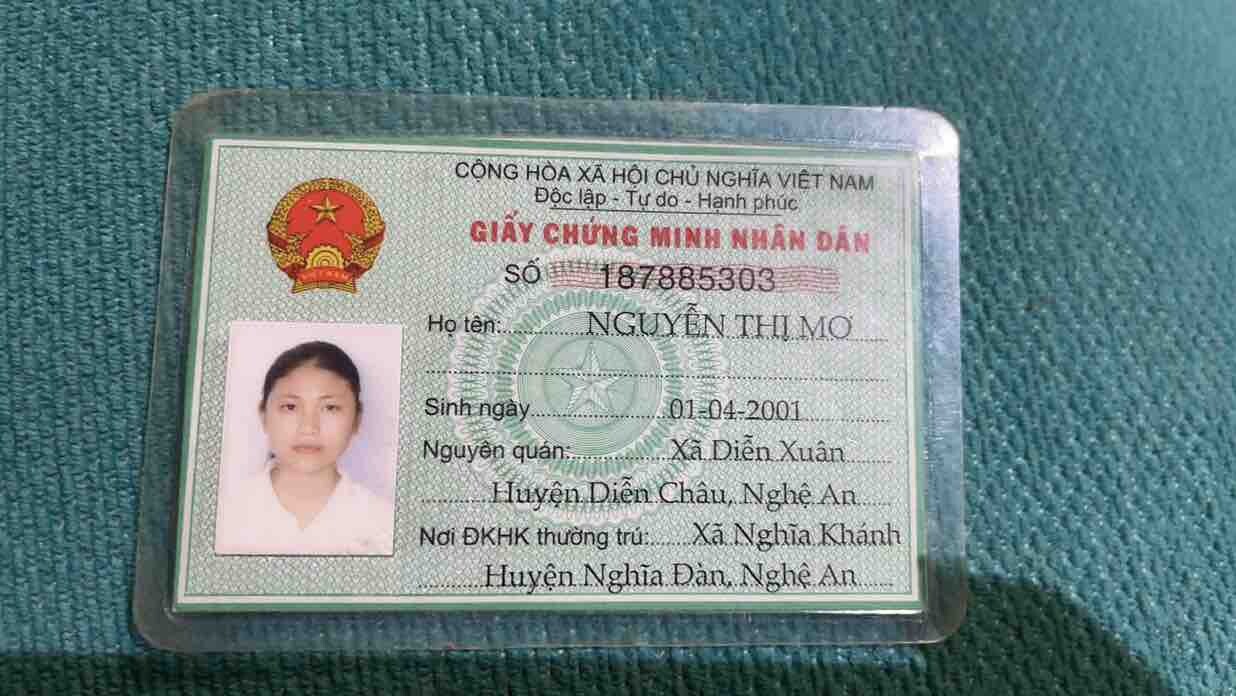 CỘNG HÒA XÃ HỘI CHỦ NGHĨA VIỆT NAM
Độc lập - Tự do - Hạnh phúc
GIẤY CHỨNG MINH NHÂN DÂN
SỐ 187885303
VIỆT NAM
Họ tên: NGUYỄN THỊ MƠ
Sinh ngày 01-04-2001
Nguyên quán: Xã Diễn Xuân
Huyện Diễn Châu, Nghệ An
Nơi ĐKHK thường trú: Xã Nghĩa Khánh
Huyện Nghĩa Đàn, Nghệ An